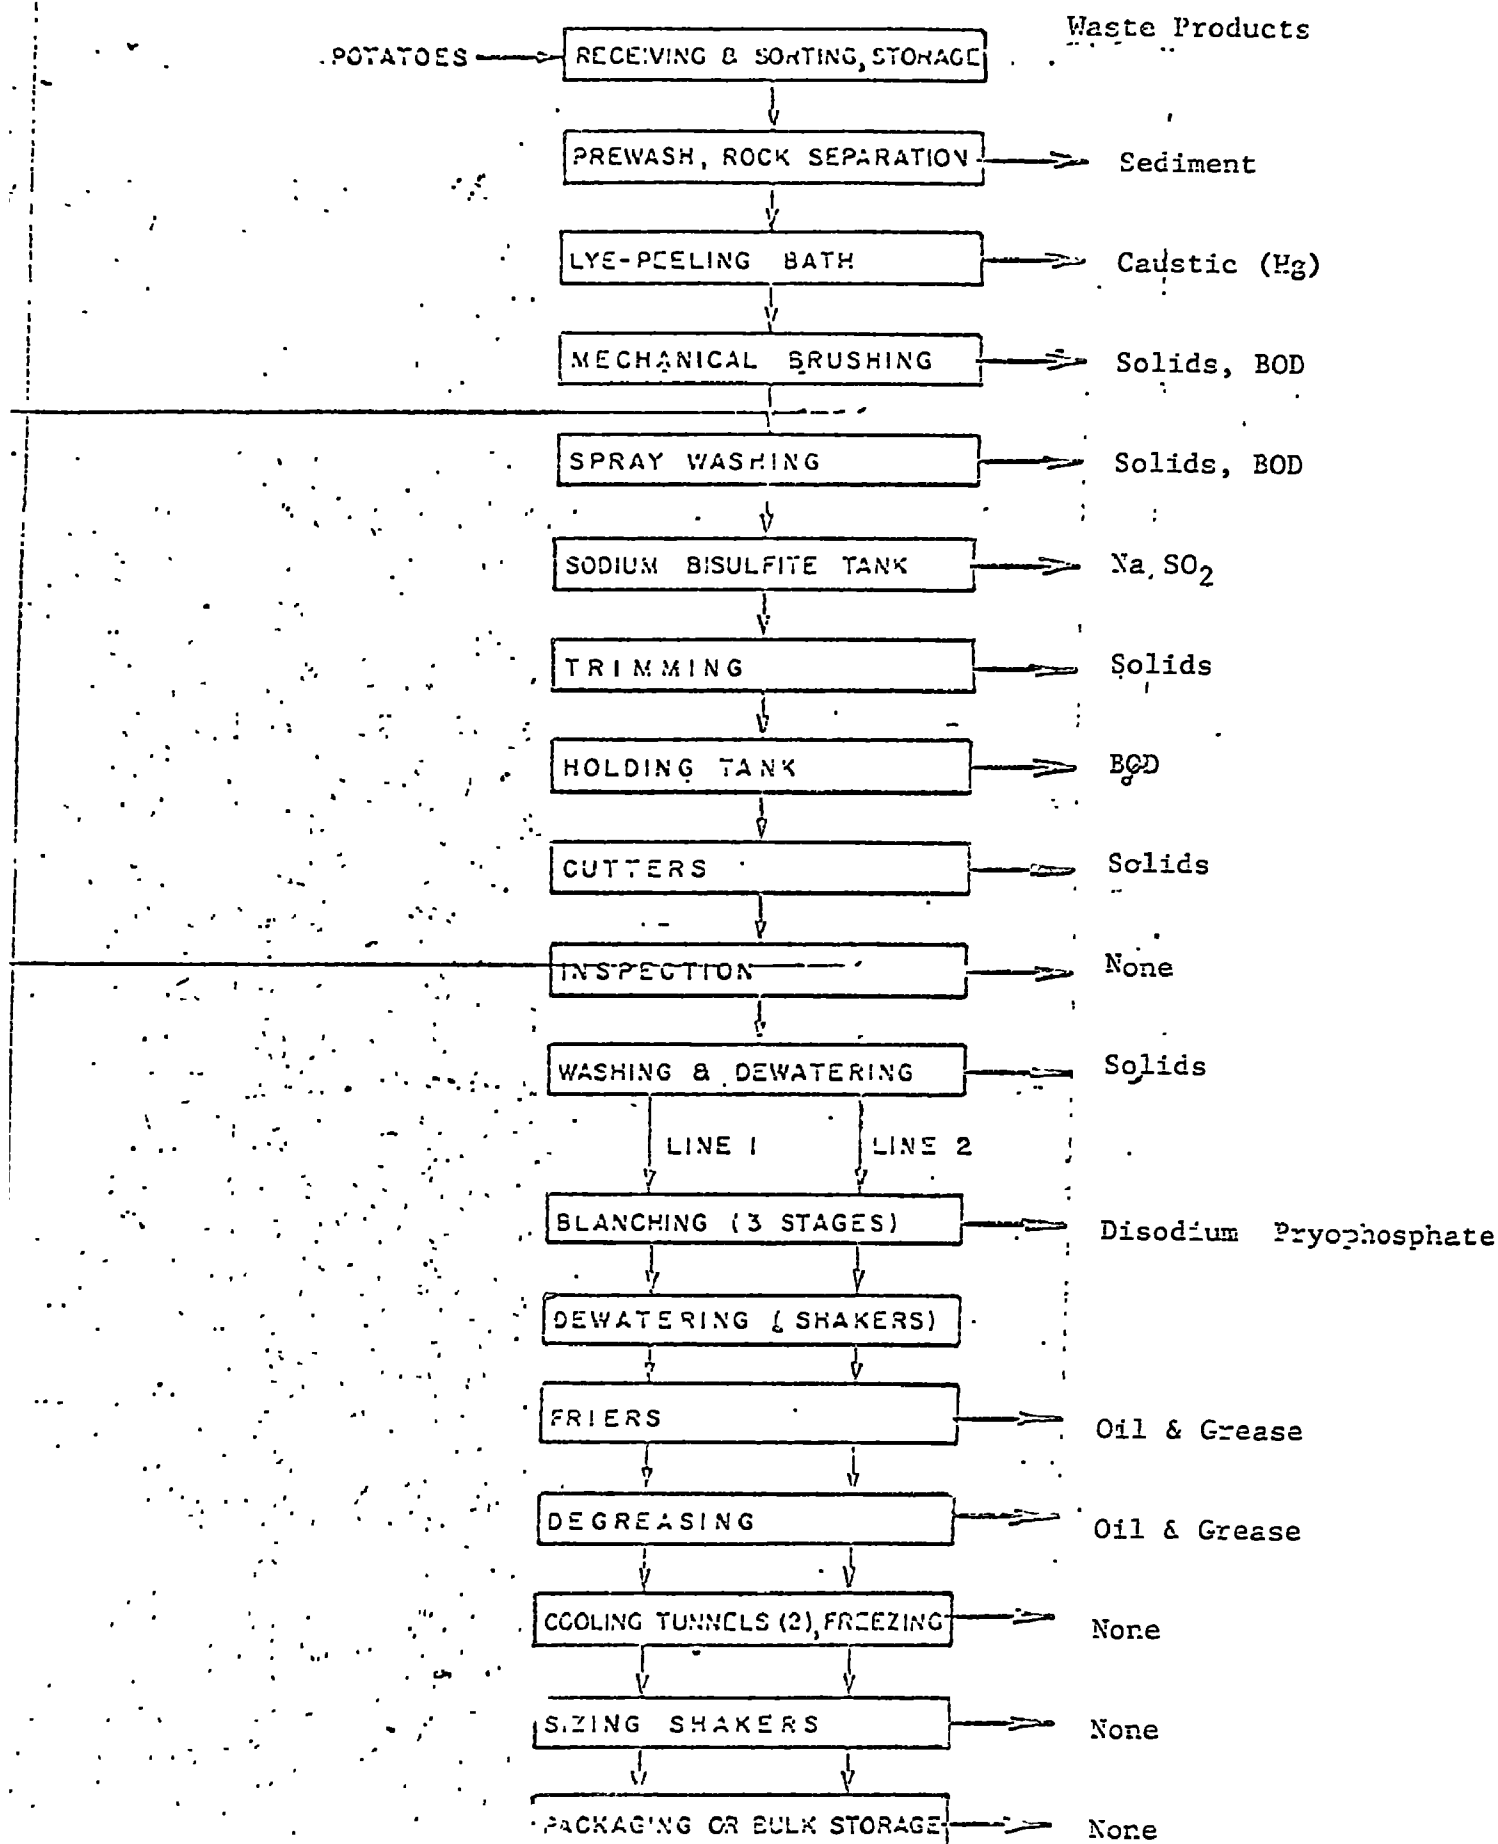 Waste Products
POTATOES RECEIVING & SORTING, STORAGE
PREWASH, ROCK SEPARATION Sediment
LYE-PEELING BATH Caustic (Hg)
MECHANICAL BRUSHING Solids, BOD
SPRAY WASHING Solids, BOD
SODIUM BISULFITE TANK Na, SO2
TRIMMING Solids
HOLDING TANK BOD
CUTTERS Solids
INSPECTION None
WASHING & DEWATERING Solids
LINE 1 LINE 2
BLANCHING (3 STAGES) Disodium Pryophosphate
DEWATERING (SHAKERS)
FRIERS Oil & Grease
DEGREASING Oil & Grease
COOLING TUNNELS (2), FREEZING None
SIZING SHAKERS None
PACKAGING OR BULK STORAGE None